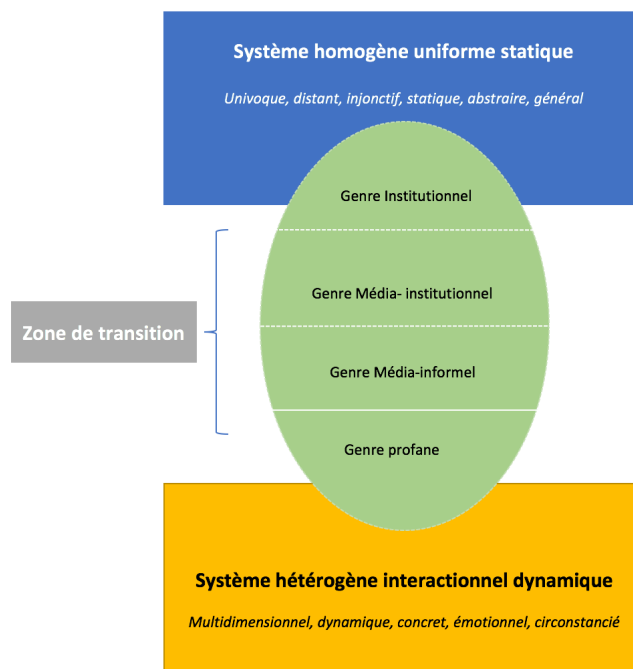 Système homogène uniforme statique
Univoque, distant, injonctif, statique, abstraire, général
Genre Institutionnel
Genre Média- institutionnel
Zone de transition
Genre Média-informel
Genre profane
Système hétérogène interactionnel dynamique
Multidimensionnel, dynamique, concret, émotionnel, circonstancié